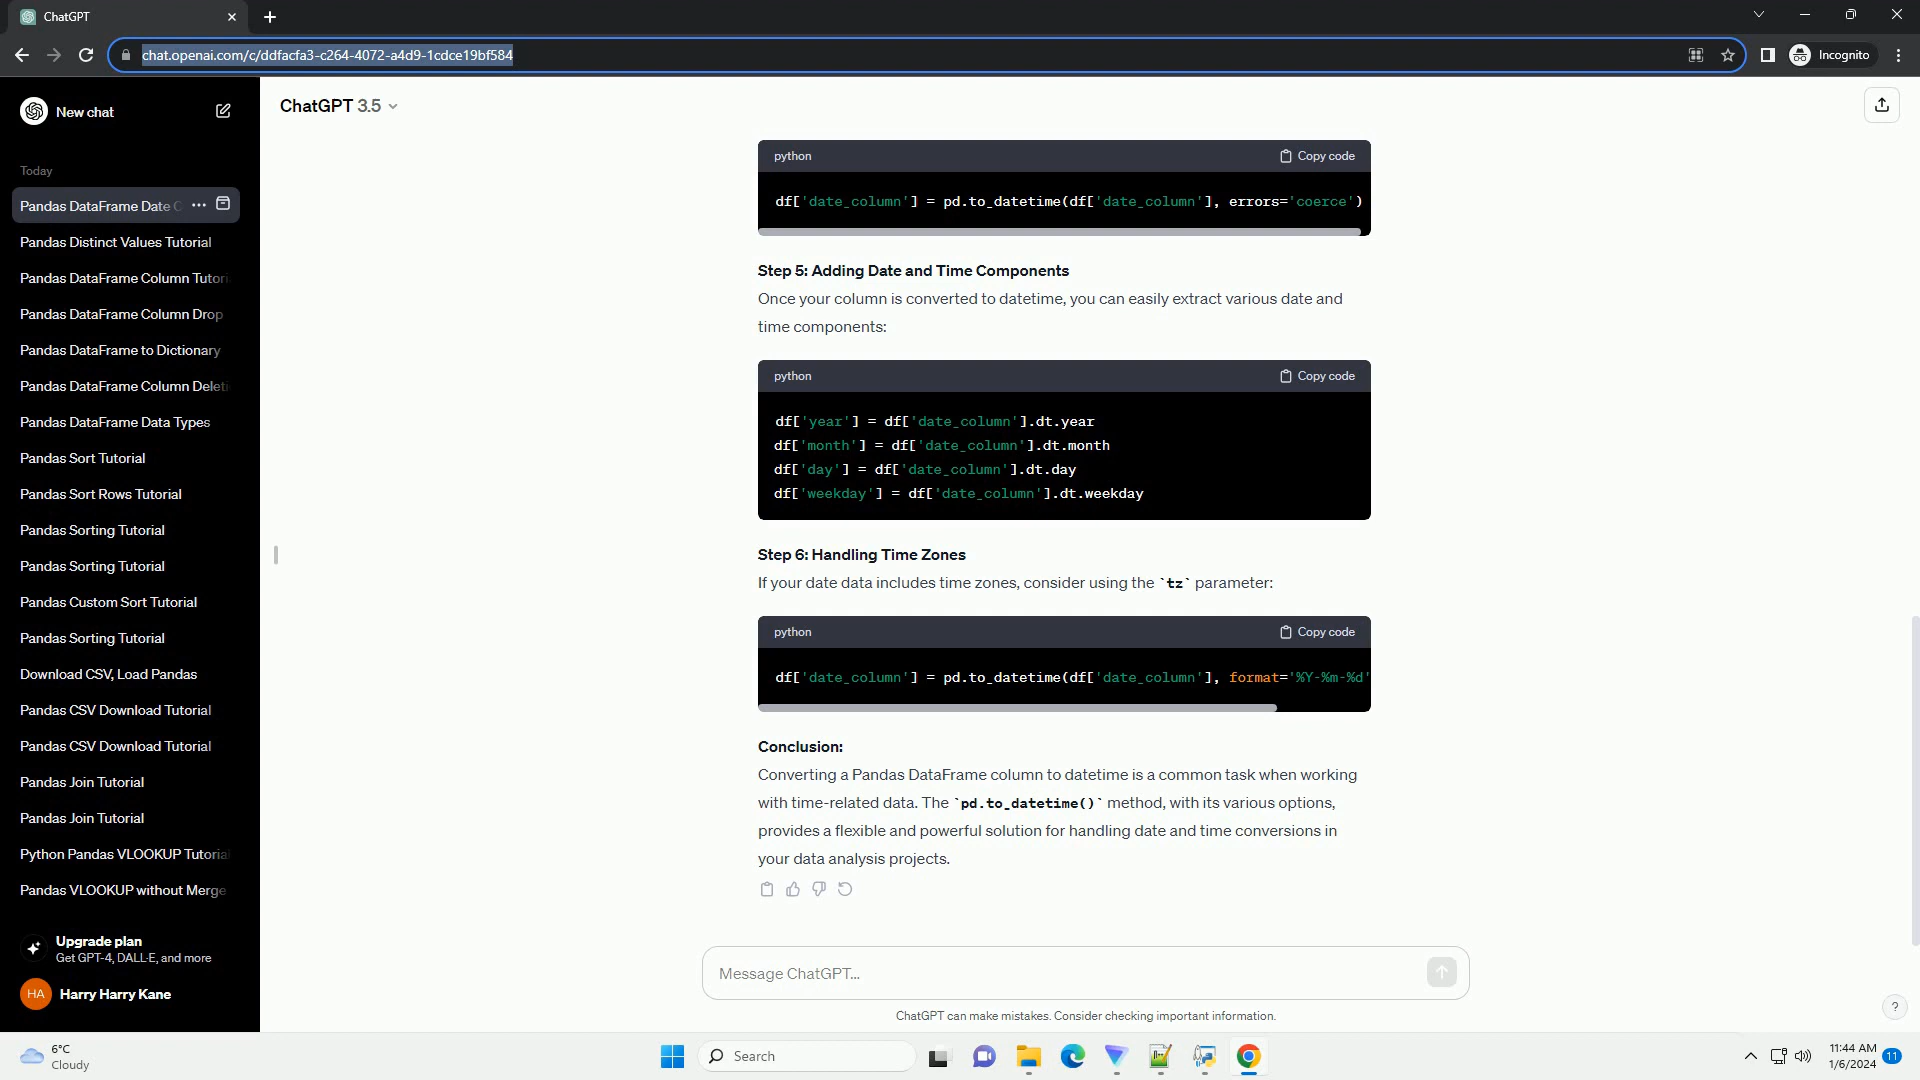 ChatGPT
chat.openai.com/c/ddfacfa3-c264-4072-a4d9-1cdce19bf584
Incognito
New chat
Today
Pandas DataFrame Date
Pandas Distinct Values Tutorial
Pandas DataFrame Column Tutori
Pandas DataFrame Column Drop
Pandas DataFrame to Dictionary
Pandas DataFrame Column Deleti
Pandas DataFrame Data Types
Pandas Sort Tutorial
Pandas Sort Rows Tutorial
Pandas Sorting Tutorial
Pandas Sorting Tutorial
Pandas Custom Sort Tutorial
Pandas Sorting Tutorial
Download CSV, Load Pandas
Pandas CSV Download Tutorial
Pandas CSV Download Tutorial
Pandas Join Tutorial
Pandas Join Tutorial
Python Pandas VLOOKUP Tutorial
Pandas VLOOKUP without Merge
Upgrade plan
Get GPT-4, DALL·E, and more
HA Harry Harry Kane
ChatGPT 3.5
python Copy code
df['date_column'] = pd.to_datetime(df['date_column'], errors='coerce')
Step 5: Adding Date and Time Components
Once your column is converted to datetime, you can easily extract various date and
time components:
python Copy code
df['year'] = df['date_column'].dt.year
df['month'] = df['date_column'].dt.month
df['day'] = df['date_column'].dt.day
df['weekday'] = df['date_column'].dt.weekday
Step 6: Handling Time Zones
If your date data includes time zones, consider using the `tz` parameter:
python Copy code
df['date_column'] = pd.to_datetime(df['date_column'], format='%Y-%m-%d'
Conclusion:
Converting a Pandas DataFrame column to datetime is a common task when working
with time-related data. The `pd.to_datetime()` method, with its various options,
provides a flexible and powerful solution for handling date and time conversions in
your data analysis projects.
Message ChatGPT...
ChatGPT can make mistakes. Consider checking important information.
?
6°C
Cloudy
Search
11:44 AM
1/6/2024
11